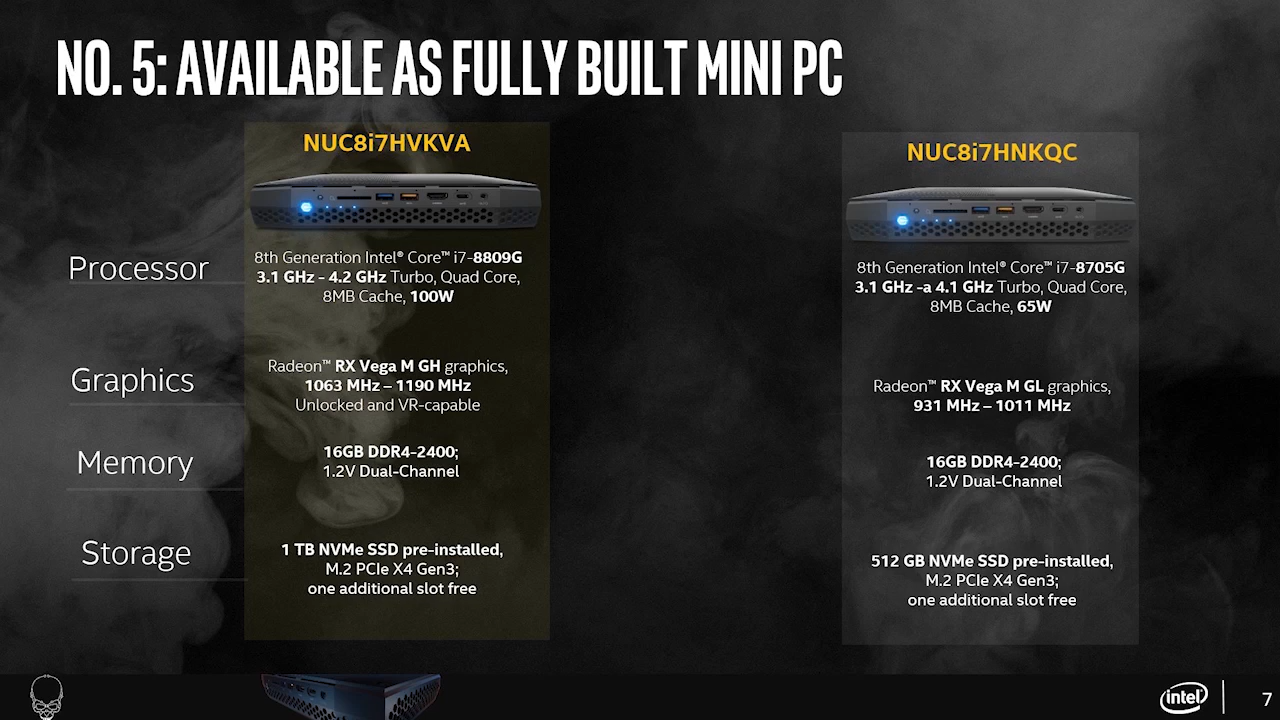 NO. 5: AVAILABLE AS FULLY BUILT MINI PC
NUC8i7HVKVA
NUC8i7HNKQC
Processor
8th Generation Intel® Core™ i7-8809G
3.1 GHz - 4.2 GHz Turbo, Quad Core,
8MB Cache, 100W
8th Generation Intel® Core™ i7-8705G
3.1 GHz -a 4.1 GHz Turbo, Quad Core,
8MB Cache, 65W
Graphics
Radeon™ RX Vega M GH graphics,
1063 MHz – 1190 MHz
Unlocked and VR-capable
Radeon™ RX Vega M GL graphics,
931 MHz – 1011 MHz
Memory
16GB DDR4-2400;
1.2V Dual-Channel
16GB DDR4-2400;
1.2V Dual-Channel
Storage
1 TB NVMe SSD pre-installed,
M.2 PCIe X4 Gen3;
one additional slot free
512 GB NVMe SSD pre-installed,
M.2 PCIe X4 Gen3;
one additional slot free
intel
7